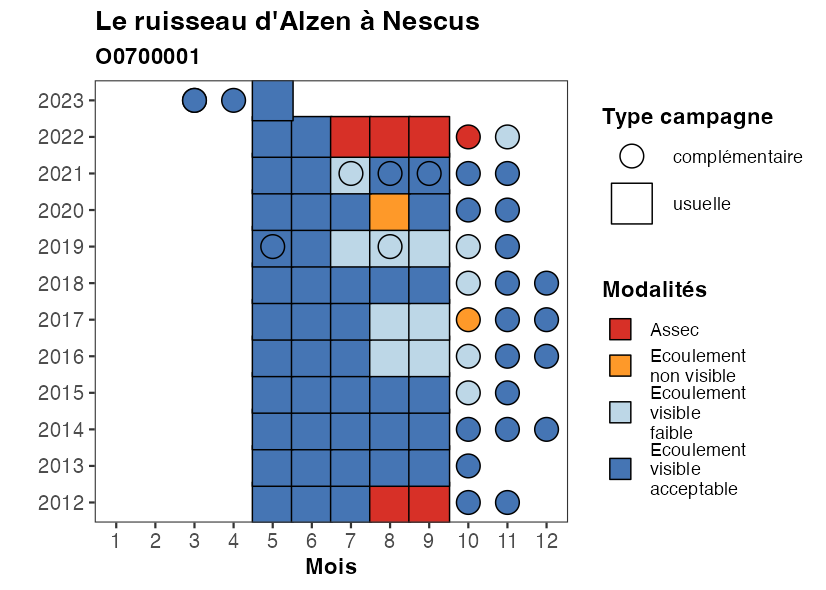 Le ruisseau d'Alzen à Nescus
O0700001
2023
2022
2021
2020
2019
2018
2017
2016
2015
2014
2013
2012
1 2 3 4 5 6 7 8 9 10 11 12
Mois
Type campagne
complémentaire
usuelle
Modalités
Assec
Ecoulement
non visible
Ecoulement
visible
faible
Ecoulement
visible
acceptable